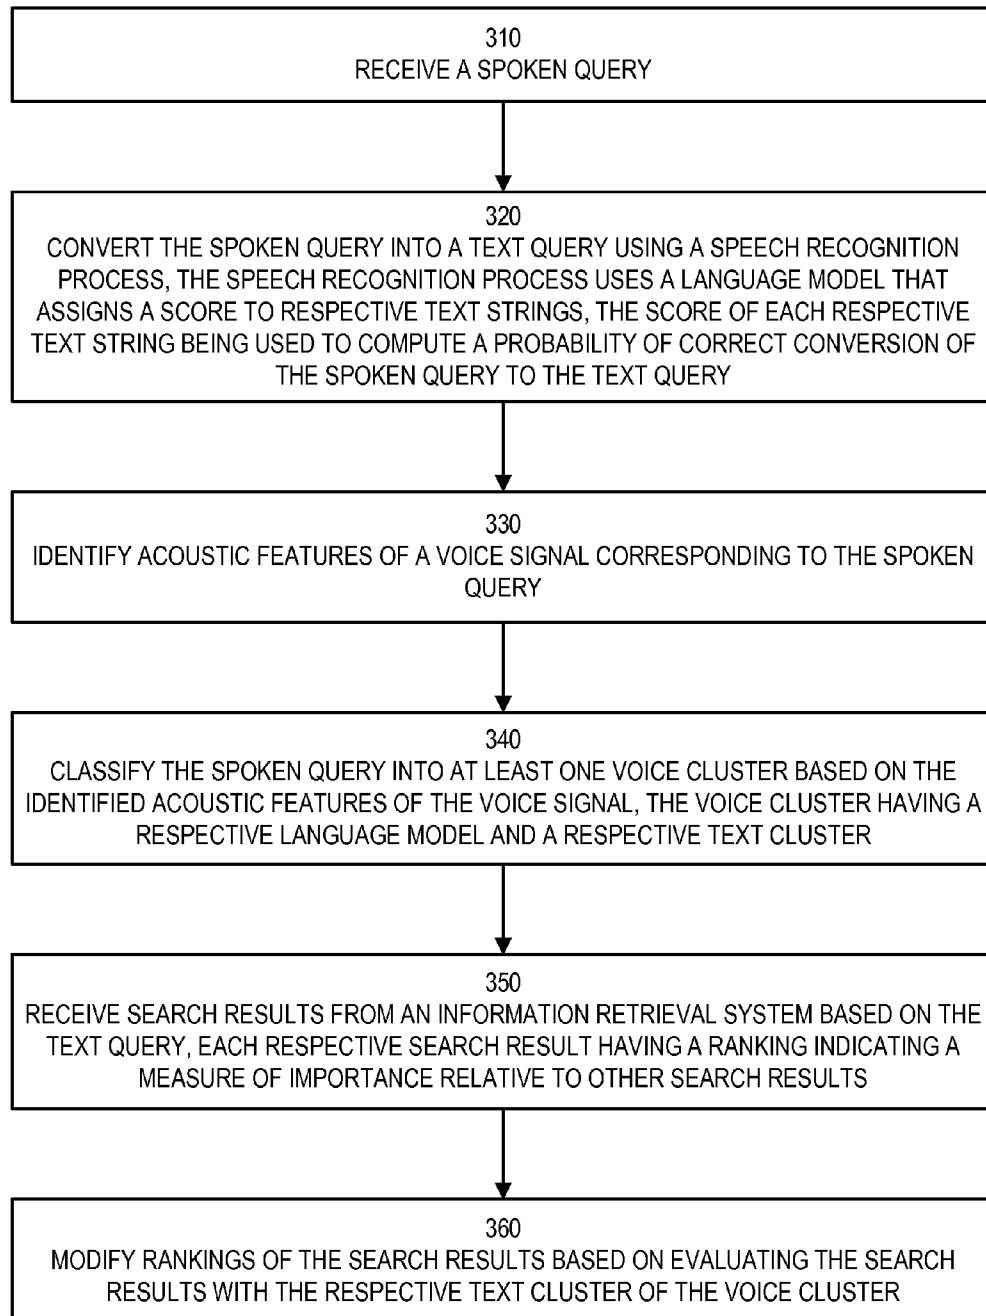 310
RECEIVE A SPOKEN QUERY
320
CONVERT THE SPOKEN QUERY INTO A TEXT QUERY USING A SPEECH RECOGNITION
PROCESS, THE SPEECH RECOGNITION PROCESS USES A LANGUAGE MODEL THAT
ASSIGNS A SCORE TO RESPECTIVE TEXT STRINGS, THE SCORE OF EACH RESPECTIVE
TEXT STRING BEING USED TO COMPUTE A PROBABILITY OF CORRECT CONVERSION OF
THE SPOKEN QUERY TO THE TEXT QUERY
330
IDENTIFY ACOUSTIC FEATURES OF A VOICE SIGNAL CORRESPONDING TO THE SPOKEN
QUERY
340
CLASSIFY THE SPOKEN QUERY INTO AT LEAST ONE VOICE CLUSTER BASED ON THE
IDENTIFIED ACOUSTIC FEATURES OF THE VOICE SIGNAL, THE VOICE CLUSTER HAVING A
RESPECTIVE LANGUAGE MODEL AND A RESPECTIVE TEXT CLUSTER
350
RECEIVE SEARCH RESULTS FROM AN INFORMATION RETRIEVAL SYSTEM BASED ON THE
TEXT QUERY, EACH RESPECTIVE SEARCH RESULT HAVING A RANKING INDICATING A
MEASURE OF IMPORTANCE RELATIVE TO OTHER SEARCH RESULTS
360
MODIFY RANKINGS OF THE SEARCH RESULTS BASED ON EVALUATING THE SEARCH
RESULTS WITH THE RESPECTIVE TEXT CLUSTER OF THE VOICE CLUSTER